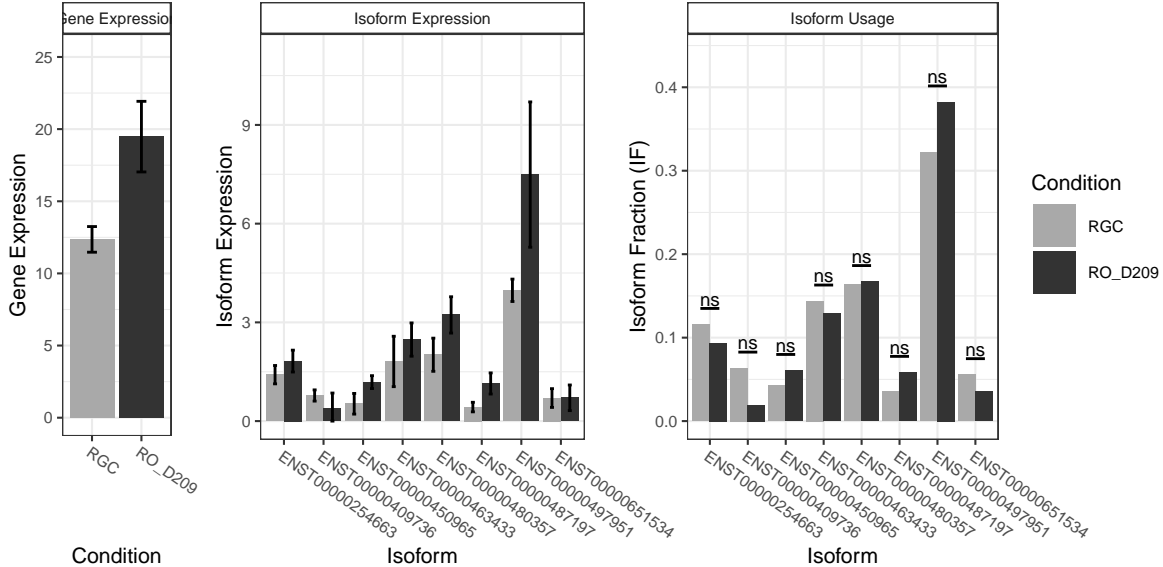 Gene Expression
Isoform Expression
Isoform Usage
Gene Expression
25
20
15
10
5
0
RGC
RO_D209
Condition
Isoform Expression
9
6
3
0
ENST00000254663
ENST00000409736
ENST00000450965
ENST00000463433
ENST00000480357
ENST00000487197
ENST00000497951
ENST00000651534
Isoform
Isoform Fraction (IF)
0.4
0.3
0.2
0.1
0.0
ns
ns
ns
ns
ns
ns
ns
ns
ENST00000254663
ENST00000409736
ENST00000450965
ENST00000463433
ENST00000480357
ENST00000487197
ENST00000497951
ENST00000651534
Isoform
Condition
RGC
RO_D209